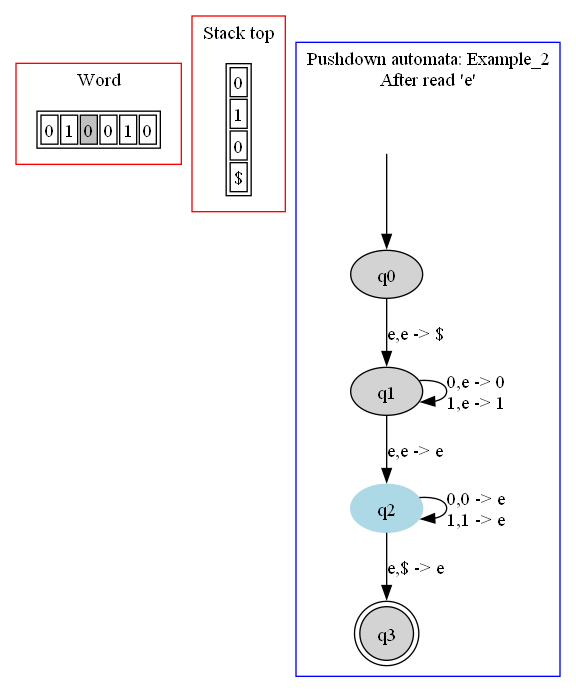 Word
0 1 0 0 1 0
Stack top
0
1
0
$
Pushdown automata: Example_2
After read 'e'
q0
e,e -> $
q1
0,e -> 0
1,e -> 1
e,e -> e
q2
0,0 -> e
1,1 -> e
e,$ -> e
q3